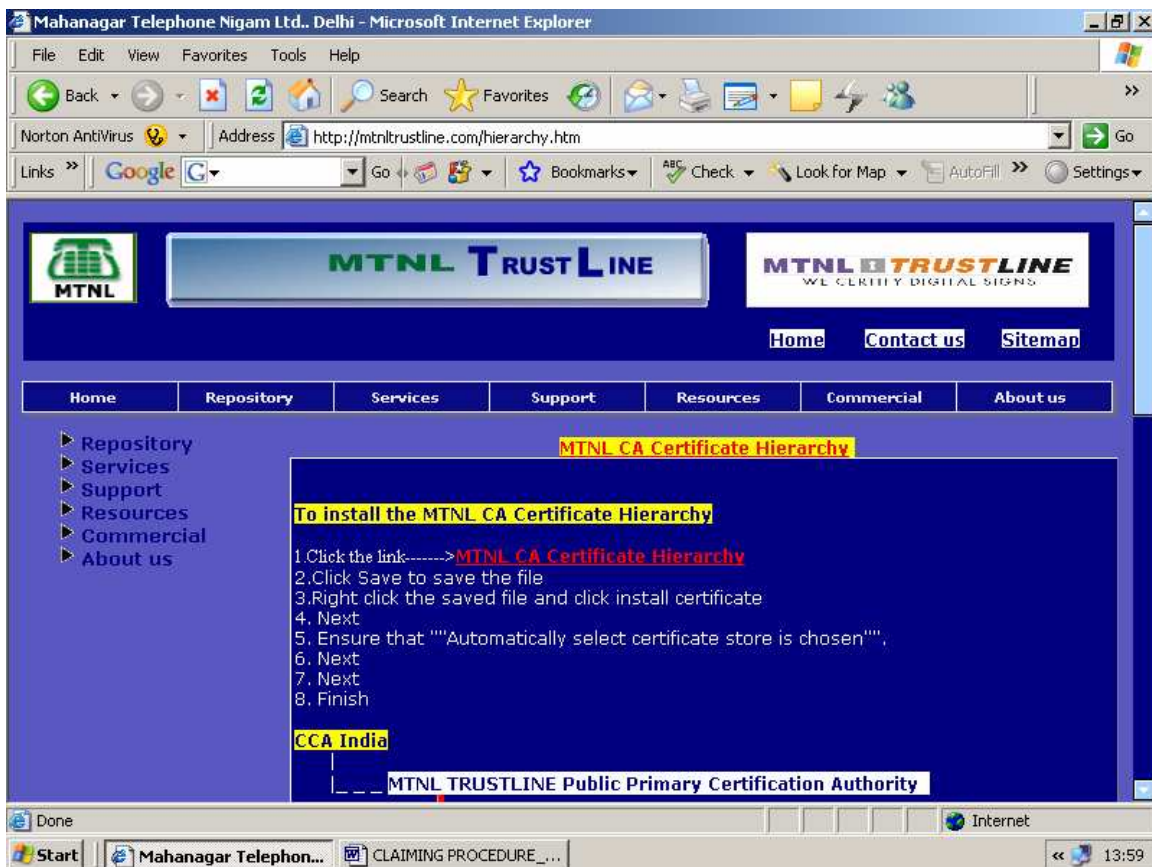 Mahanagar Telephone Nigam Ltd.. Delhi - Microsoft Internet Explorer
File Edit View Favorites Tools Help
Back Search Favorites
Norton AntiVirus Address http://mtnltrustline.com/hierarchy.htm Go
Links Google G Go Bookmarks ABC Check Look for Map AutoFill Settings
MTNL
MTNL TRUST LINE
MTNL TRUSTLINE
WE CERTIFY DIGITAL SIGNS
Home Contact us Sitemap
Home Repository Services Support Resources Commercial About us
Repository
Services
Support
Resources
Commercial
About us
MTNL CA Certificate Hierarchy
To install the MTNL CA Certificate Hierarchy
1.Click the link------->MTNL CA Certificate Hierarchy
2.Click Save to save the file
3.Right click the saved file and click install certificate
4. Next
5. Ensure that ""Automatically select certificate store is chosen"".
6. Next
7. Next
8. Finish
CCA India
|
|_ _ _ MTNL TRUSTLINE Public Primary Certification Authority
Done Internet
Start Mahanagar Telephon... CLAIMING PROCEDURE_... « 13:59